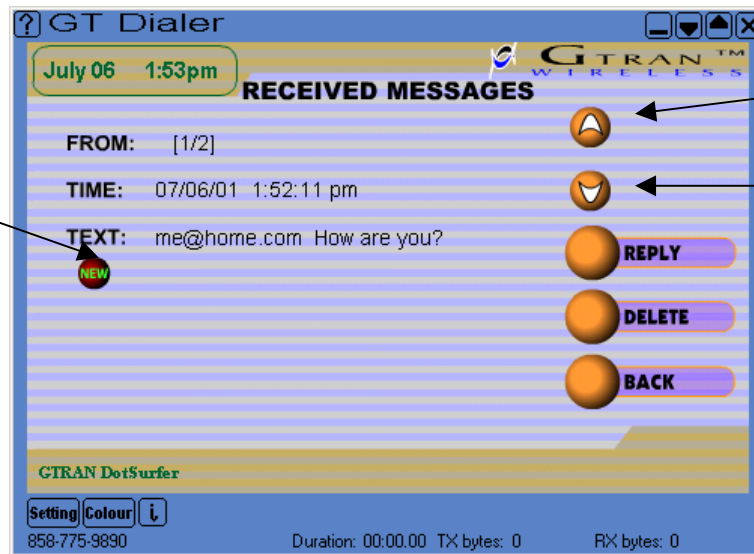 ? GT Dialer
July 06 1:53pm
GTRAN™
WIRELESS
RECEIVED MESSAGES
FROM: [1/2]
TIME: 07/06/01 1:52:11 pm
TEXT: me@home.com How are you?
NEW
REPLY
DELETE
BACK
GTRAN DotSurfer
Setting Colour i
858-775-9890 Duration: 00:00.00 TX bytes: 0 RX bytes: 0